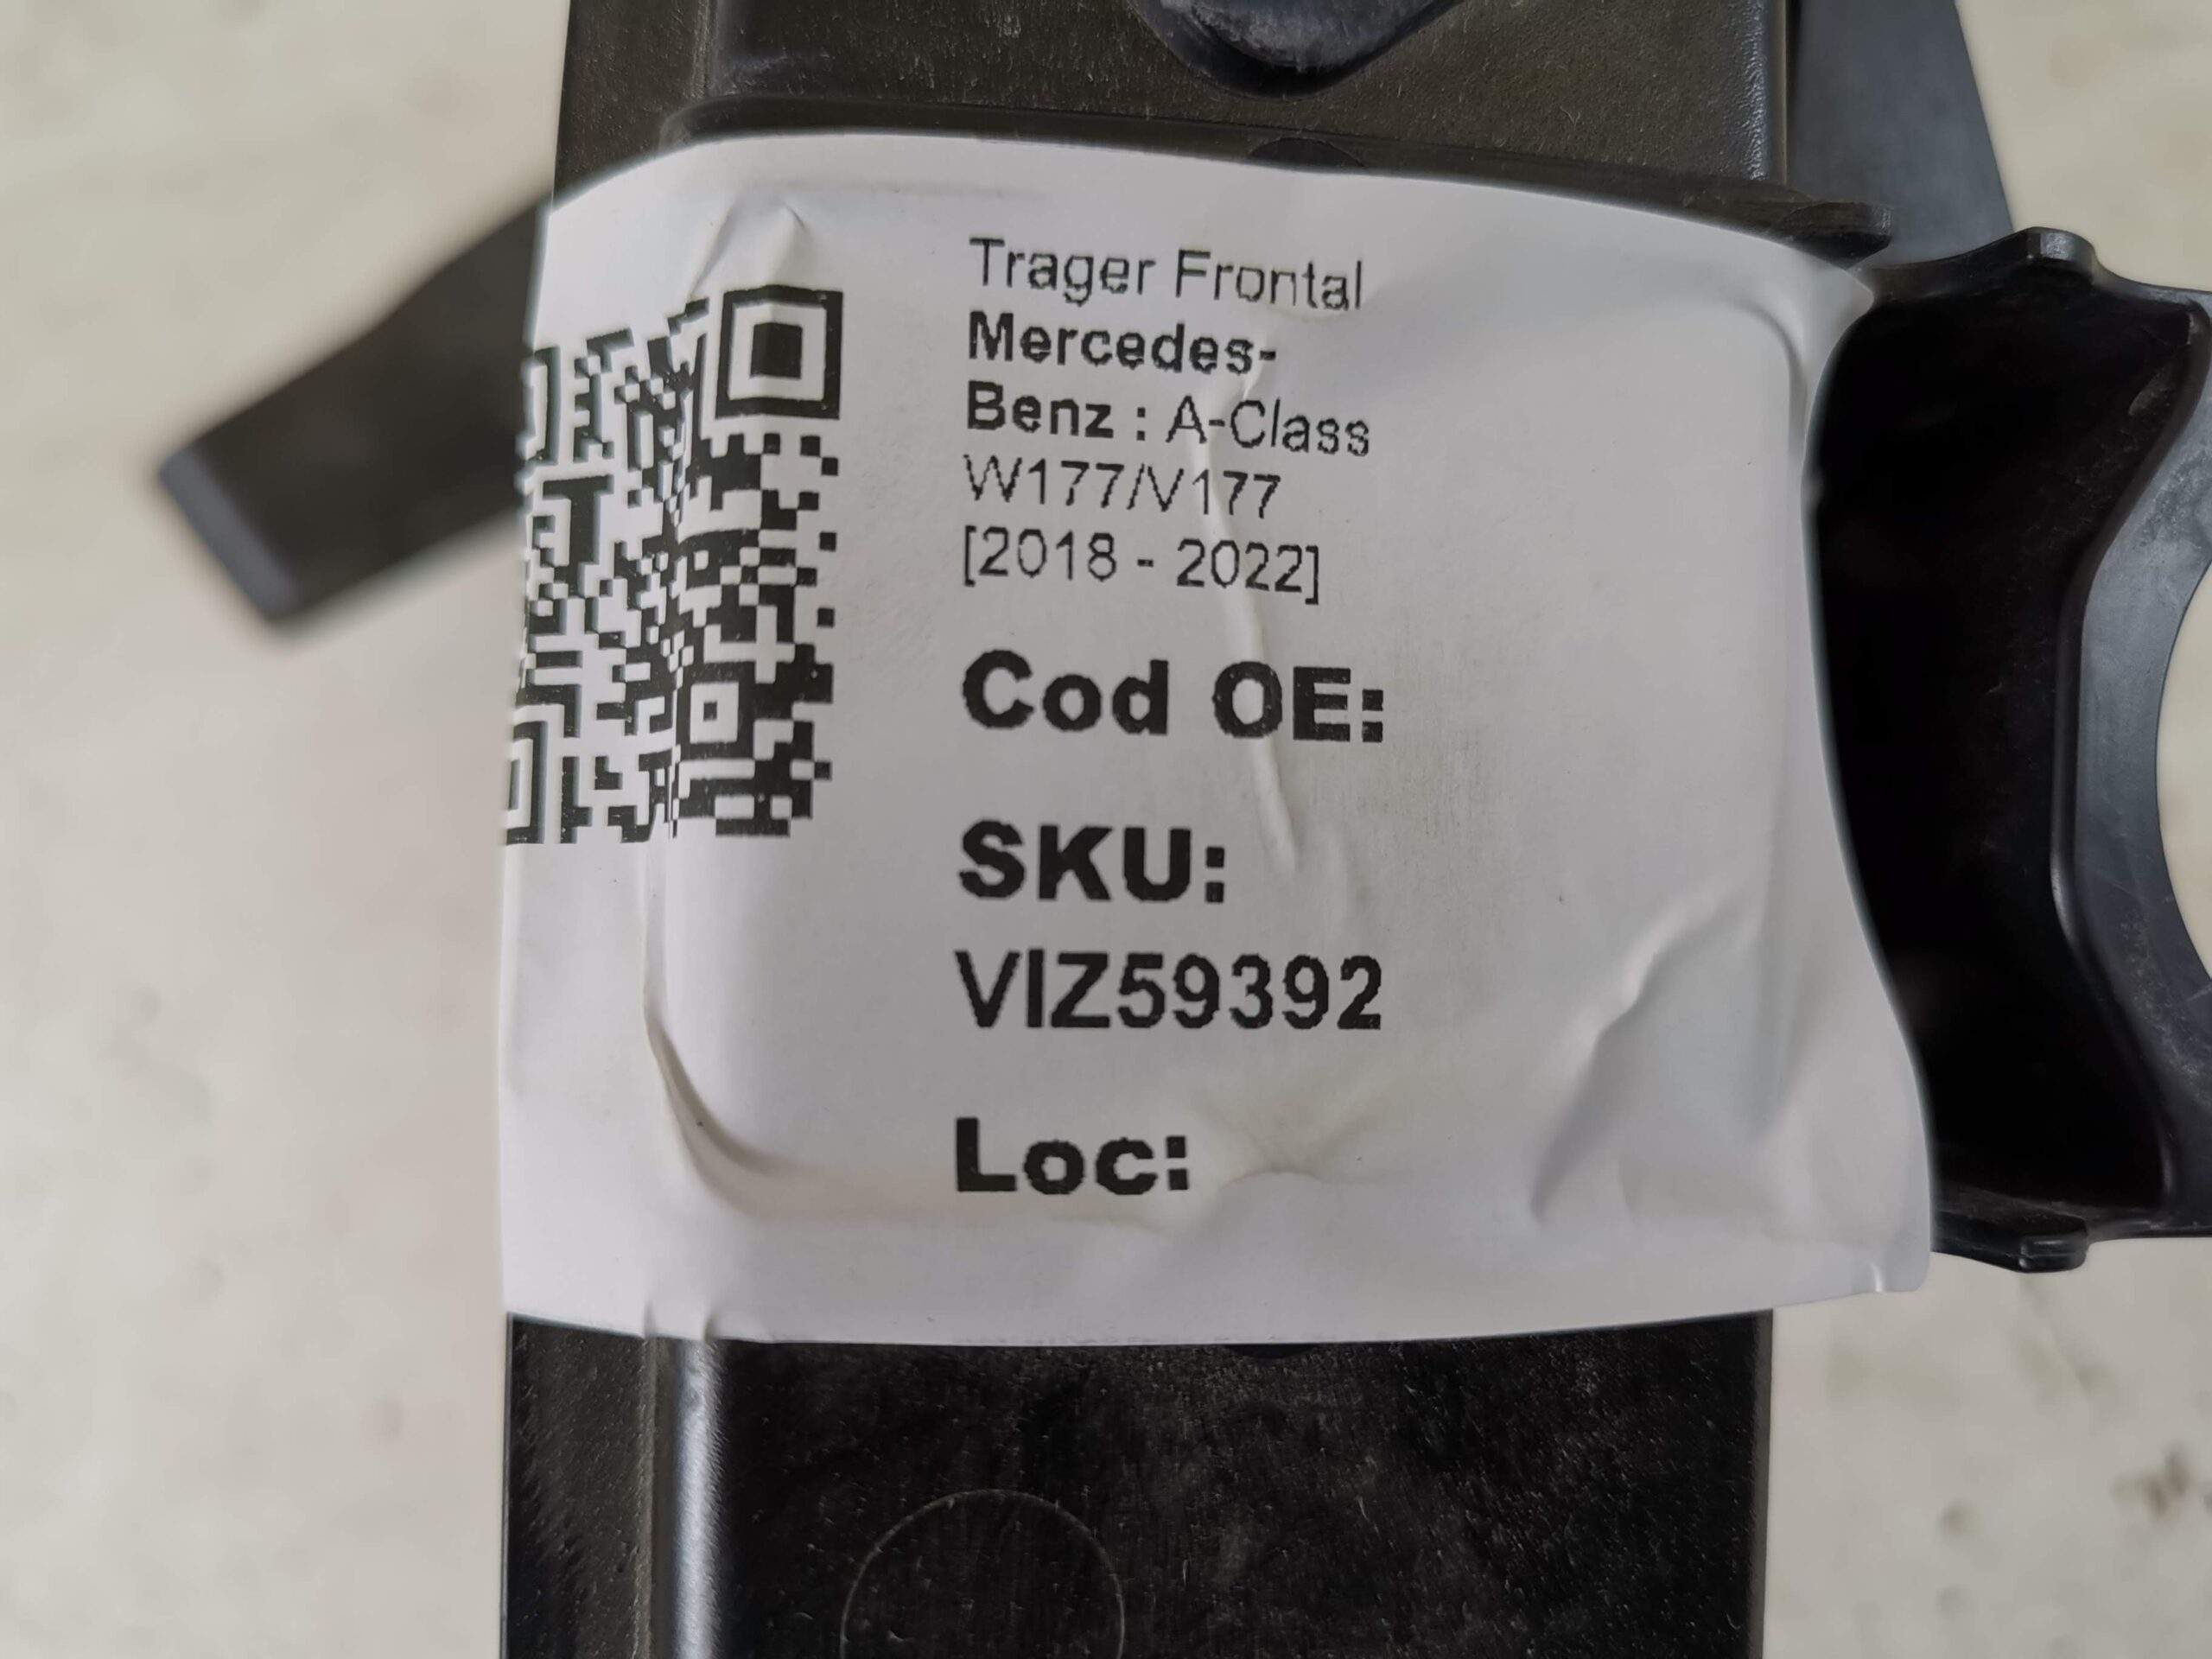 Trager Frontal
Mercedes-
Benz : A-Class
W177/V177
[2018 - 2022]
Cod OE:
SKU:
VIZ59392
Loc: